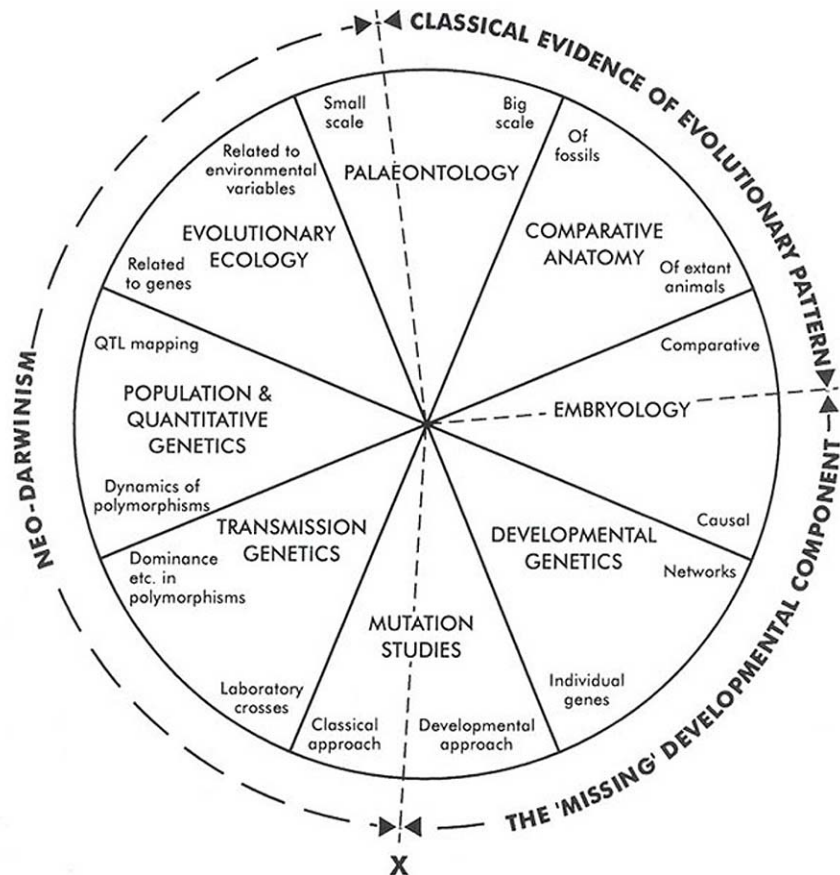 CLASSICAL EVIDENCE OF EVOLUTIONARY PATTERN
Small
scale
Big
scale
PALAEONTOLOGY
Of
fossils
COMPARATIVE
ANATOMY
Of extant
animals
Comparative
EMBRYOLOGY
Causal
DEVELOPMENTAL
GENETICS
Networks
Individual
genes
THE 'MISSING' DEVELOPMENTAL COMPONENT
MUTATION
STUDIES
Developmental
approach
Classical
approach
X
TRANSMISSION
GENETICS
Laboratory
crosses
Dominance
etc. in
polymorphisms
POPULATION &
QUANTITATIVE
GENETICS
Dynamics of
polymorphisms
QTL mapping
EVOLUTIONARY
ECOLOGY
Related
to genes
Related to
environmental
variables
NEO-DARWINISM